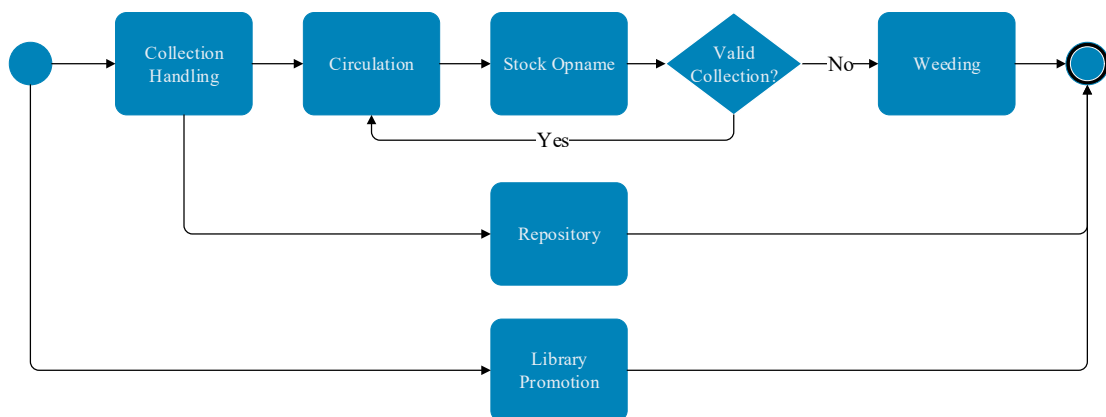 Collection
Handling
Circulation
Stock Opname
Valid
Collection?
No
Weeding
Yes
Repository
Library
Promotion